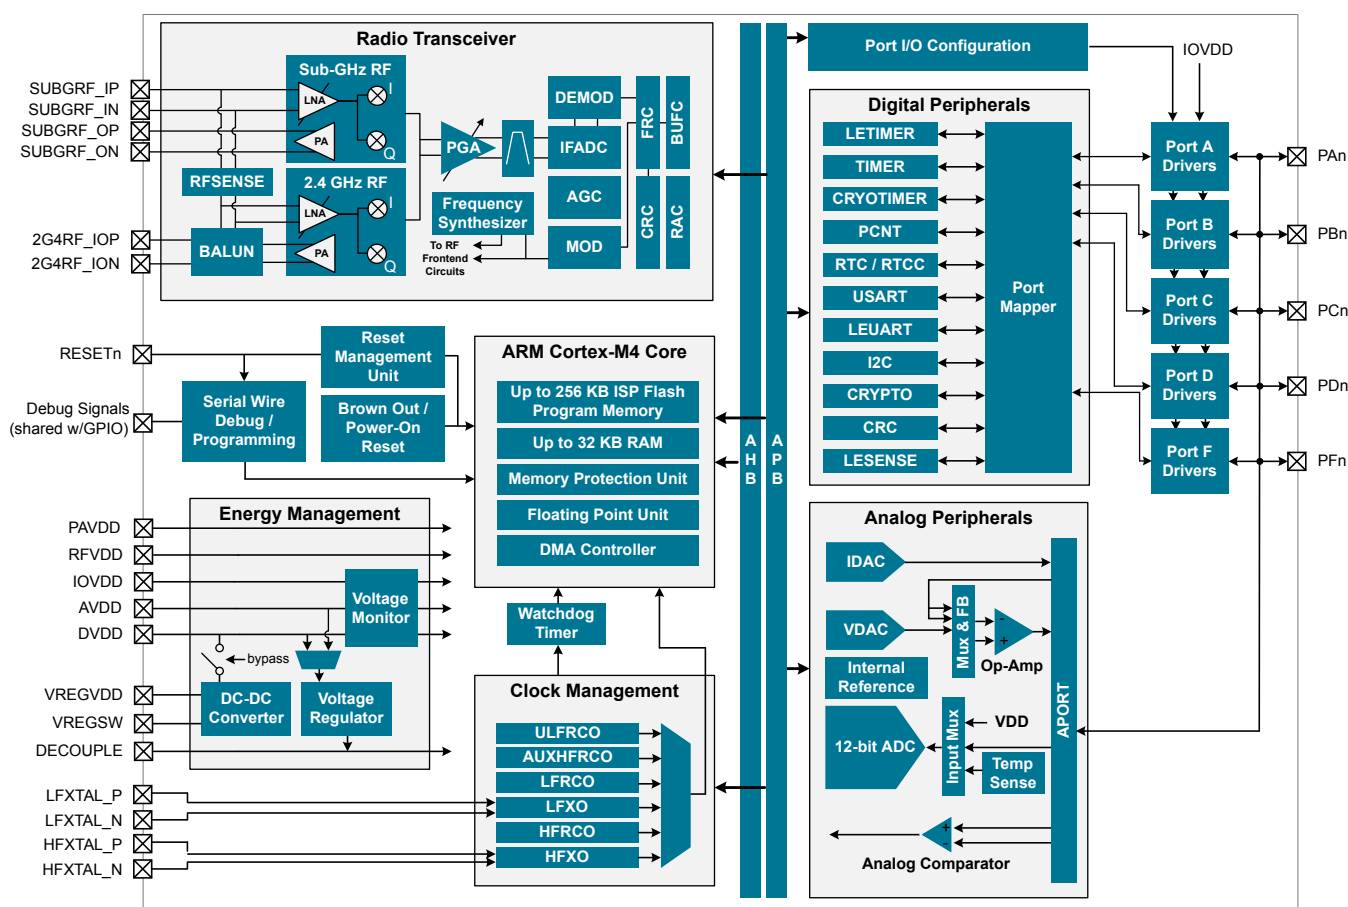 Radio Transceiver
SUBGRF_IP
SUBGRF_IN
SUBGRF_OP
SUBGRF_ON
2G4RF_IOP
2G4RF_ION
Sub-GHz RF
LNA
I
PA
Q
RFSENSE
2.4 GHz RF
LNA
I
PA
Q
BALUN
PGA
Frequency
Synthesizer
To RF
Frontend
Circuits
DEMOD
IFADC
AGC
MOD
FRC
BUFC
CRC
RAC
RESETn
Debug Signals
(shared w/GPIO)
Reset
Management
Unit
Serial Wire
Debug /
Programming
Brown Out /
Power-On
Reset
ARM Cortex-M4 Core
Up to 256 KB ISP Flash
Program Memory
Up to 32 KB RAM
Memory Protection Unit
Floating Point Unit
DMA Controller
Watchdog
Timer
Energy Management
PAVDD
RFVDD
IOVDD
AVDD
DVDD
VREGVDD
VREGSW
DECOUPLE
Voltage
Monitor
bypass
DC-DC
Converter
Voltage
Regulator
Clock Management
ULFRCO
AUXHFRCO
LFRCO
LFXO
HFRCO
HFXO
LFXTAL_P
LFXTAL_N
HFXTAL_P
HFXTAL_N
AHB
APB
Port I/O Configuration
IOVDD
Digital Peripherals
LETIMER
TIMER
CRYOTIMER
PCNT
RTC / RTCC
USART
LEUART
I2C
CRYPTO
CRC
LESENSE
Port
Mapper
Port A
Drivers
Port B
Drivers
Port C
Drivers
Port D
Drivers
Port F
Drivers
PAn
PBn
PCn
PDn
PFn
Analog Peripherals
IDAC
VDAC
Mux & FB
-
+
Op-Amp
Internal
Reference
12-bit ADC
Input Mux
VDD
Temp
Sense
APORT
+
-
Analog Comparator